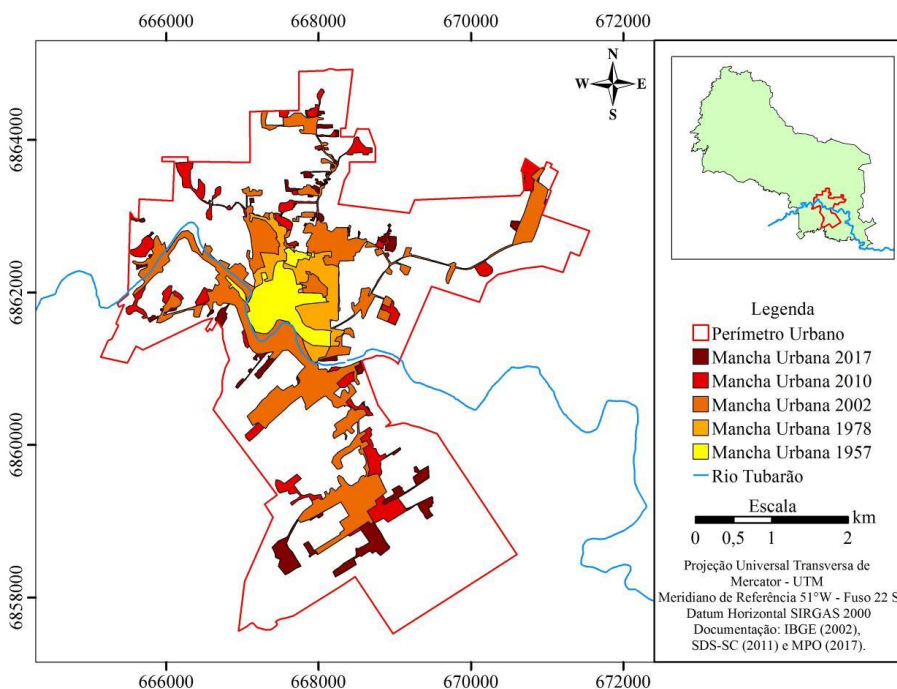 666000 668000 670000 672000
N
W E
S
6864000
6862000
6860000
6858000
666000 668000 670000 672000
Legenda
Perímetro Urbano
Mancha Urbana 2017
Mancha Urbana 2010
Mancha Urbana 2002
Mancha Urbana 1978
Mancha Urbana 1957
Rio Tubarão
Escala
km
0 0,5 1 2
Projeção Universal Transversa de
Mercator - UTM
Meridiano de Referência 51°W - Fuso 22 S
Datum Horizontal SIRGAS 2000
Documentação: IBGE (2002),
SDS-SC (2011) e MPO (2017).